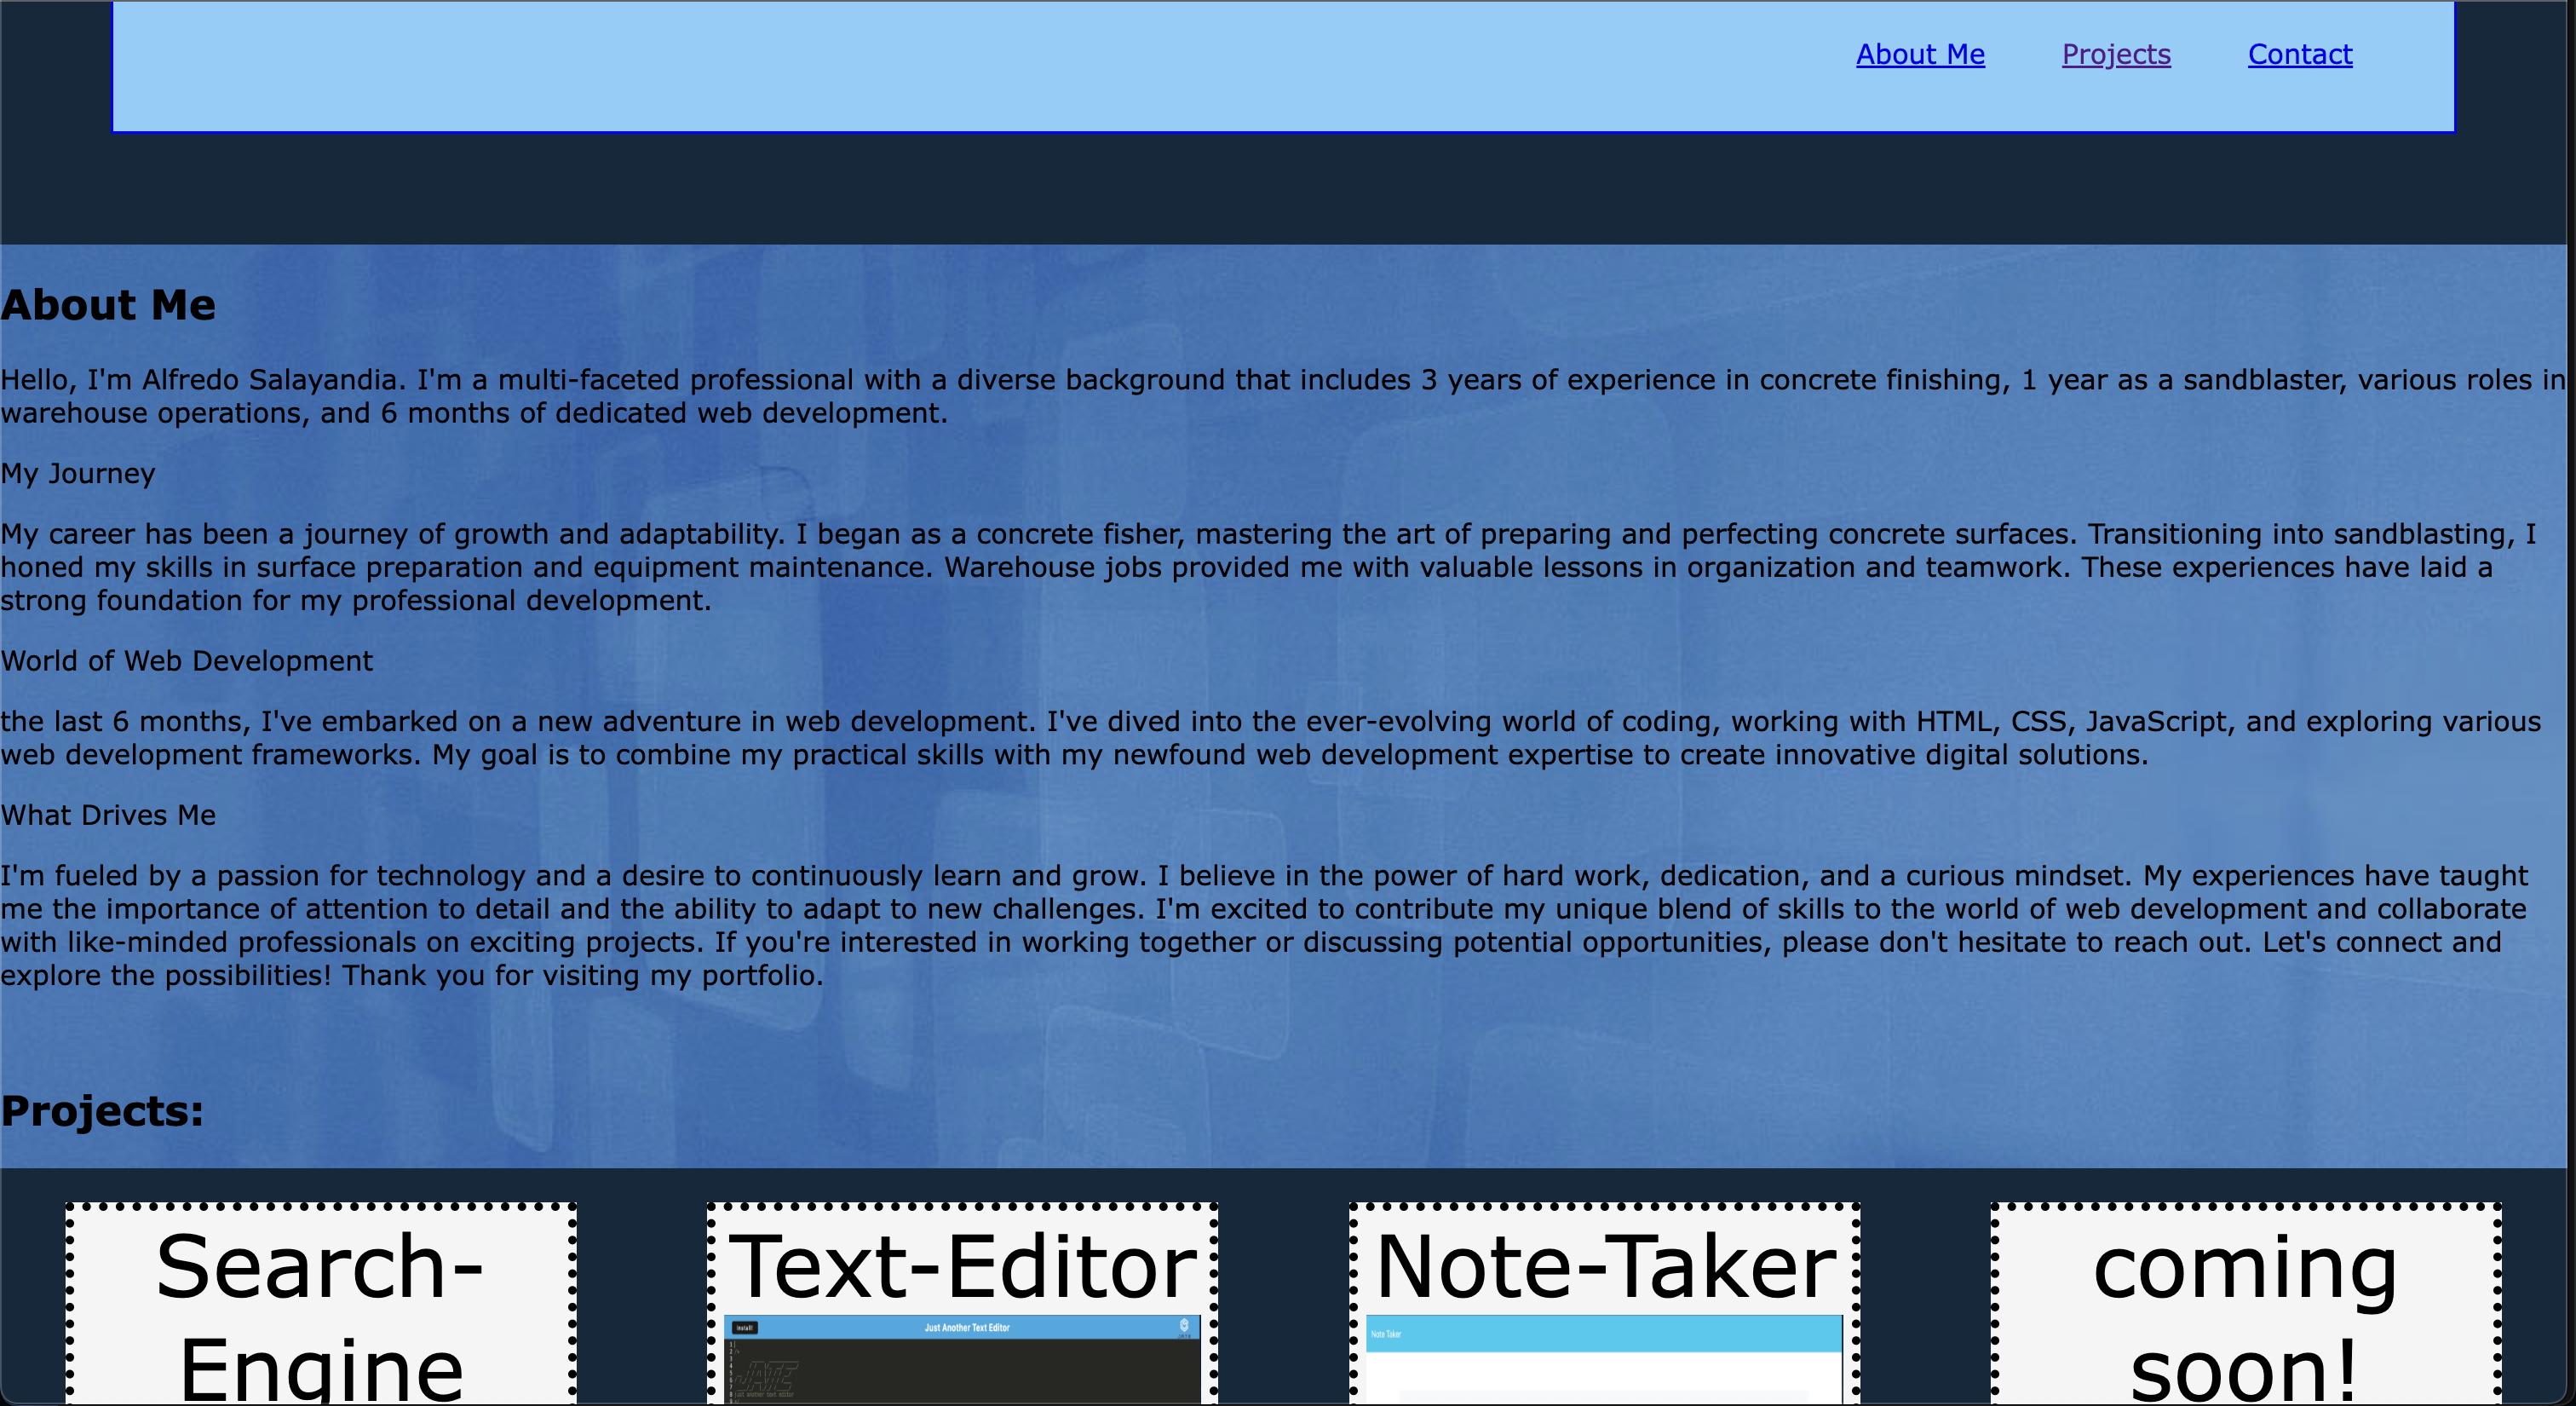 About Me Projects Contact
About Me
Hello, I'm Alfredo Salayandia. I'm a multi-faceted professional with a diverse background that includes 3 years of experience in concrete finishing, 1 year as a sandblaster, various roles in
warehouse operations, and 6 months of dedicated web development.
My Journey
My career has been a journey of growth and adaptability. I began as a concrete fisher, mastering the art of preparing and perfecting concrete surfaces. Transitioning into sandblasting, I
honed my skills in surface preparation and equipment maintenance. Warehouse jobs provided me with valuable lessons in organization and teamwork. These experiences have laid a
strong foundation for my professional development.
World of Web Development
the last 6 months, I've embarked on a new adventure in web development. I've dived into the ever-evolving world of coding, working with HTML, CSS, JavaScript, and exploring various
web development frameworks. My goal is to combine my practical skills with my newfound web development expertise to create innovative digital solutions.
What Drives Me
I'm fueled by a passion for technology and a desire to continuously learn and grow. I believe in the power of hard work, dedication, and a curious mindset. My experiences have taught
me the importance of attention to detail and the ability to adapt to new challenges. I'm excited to contribute my unique blend of skills to the world of web development and collaborate
with like-minded professionals on exciting projects. If you're interested in working together or discussing potential opportunities, please don't hesitate to reach out. Let's connect and
explore the possibilities! Thank you for visiting my portfolio.
Projects:
Search-
Engine
Text-Editor
Install!
Just Another Text Editor
Note-Taker
Note Taker
coming
soon!